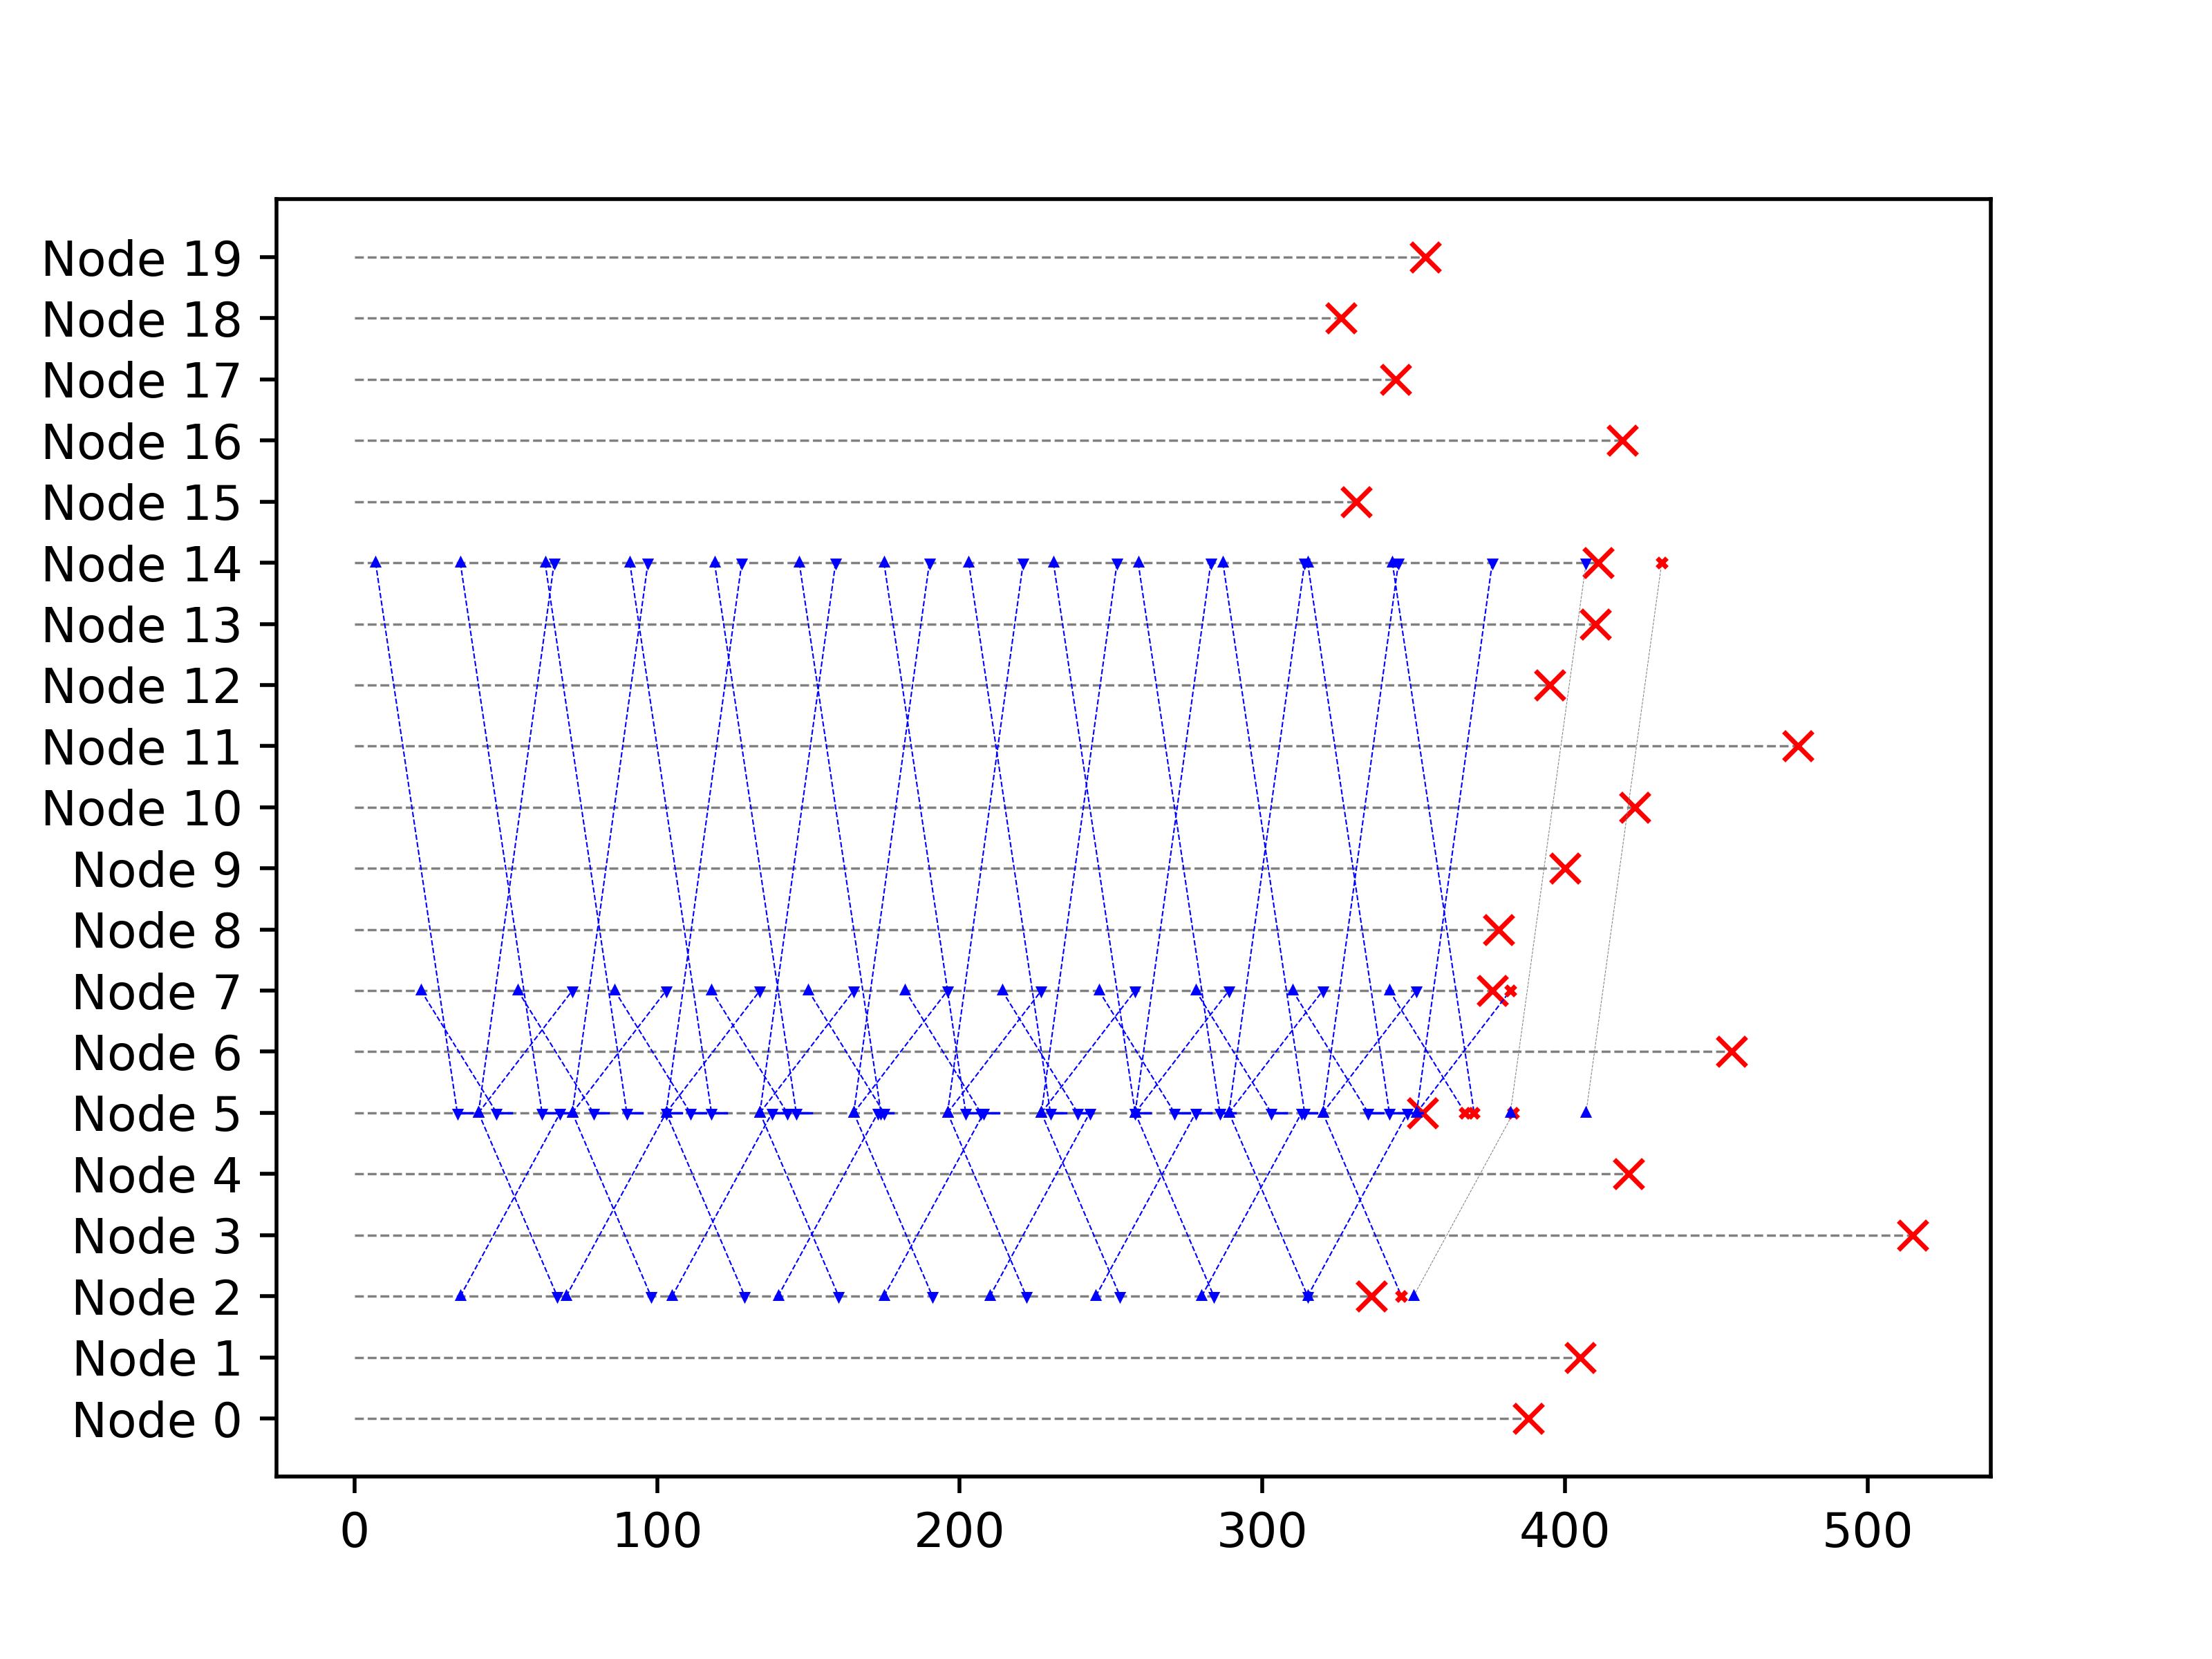 Node 19
Node 18
Node 17
Node 16
Node 15
Node 14
Node 13
Node 12
Node 11
Node 10
Node 9
Node 8
Node 7
Node 6
Node 5
Node 4
Node 3
Node 2
Node 1
Node 0
0 100 200 300 400 500